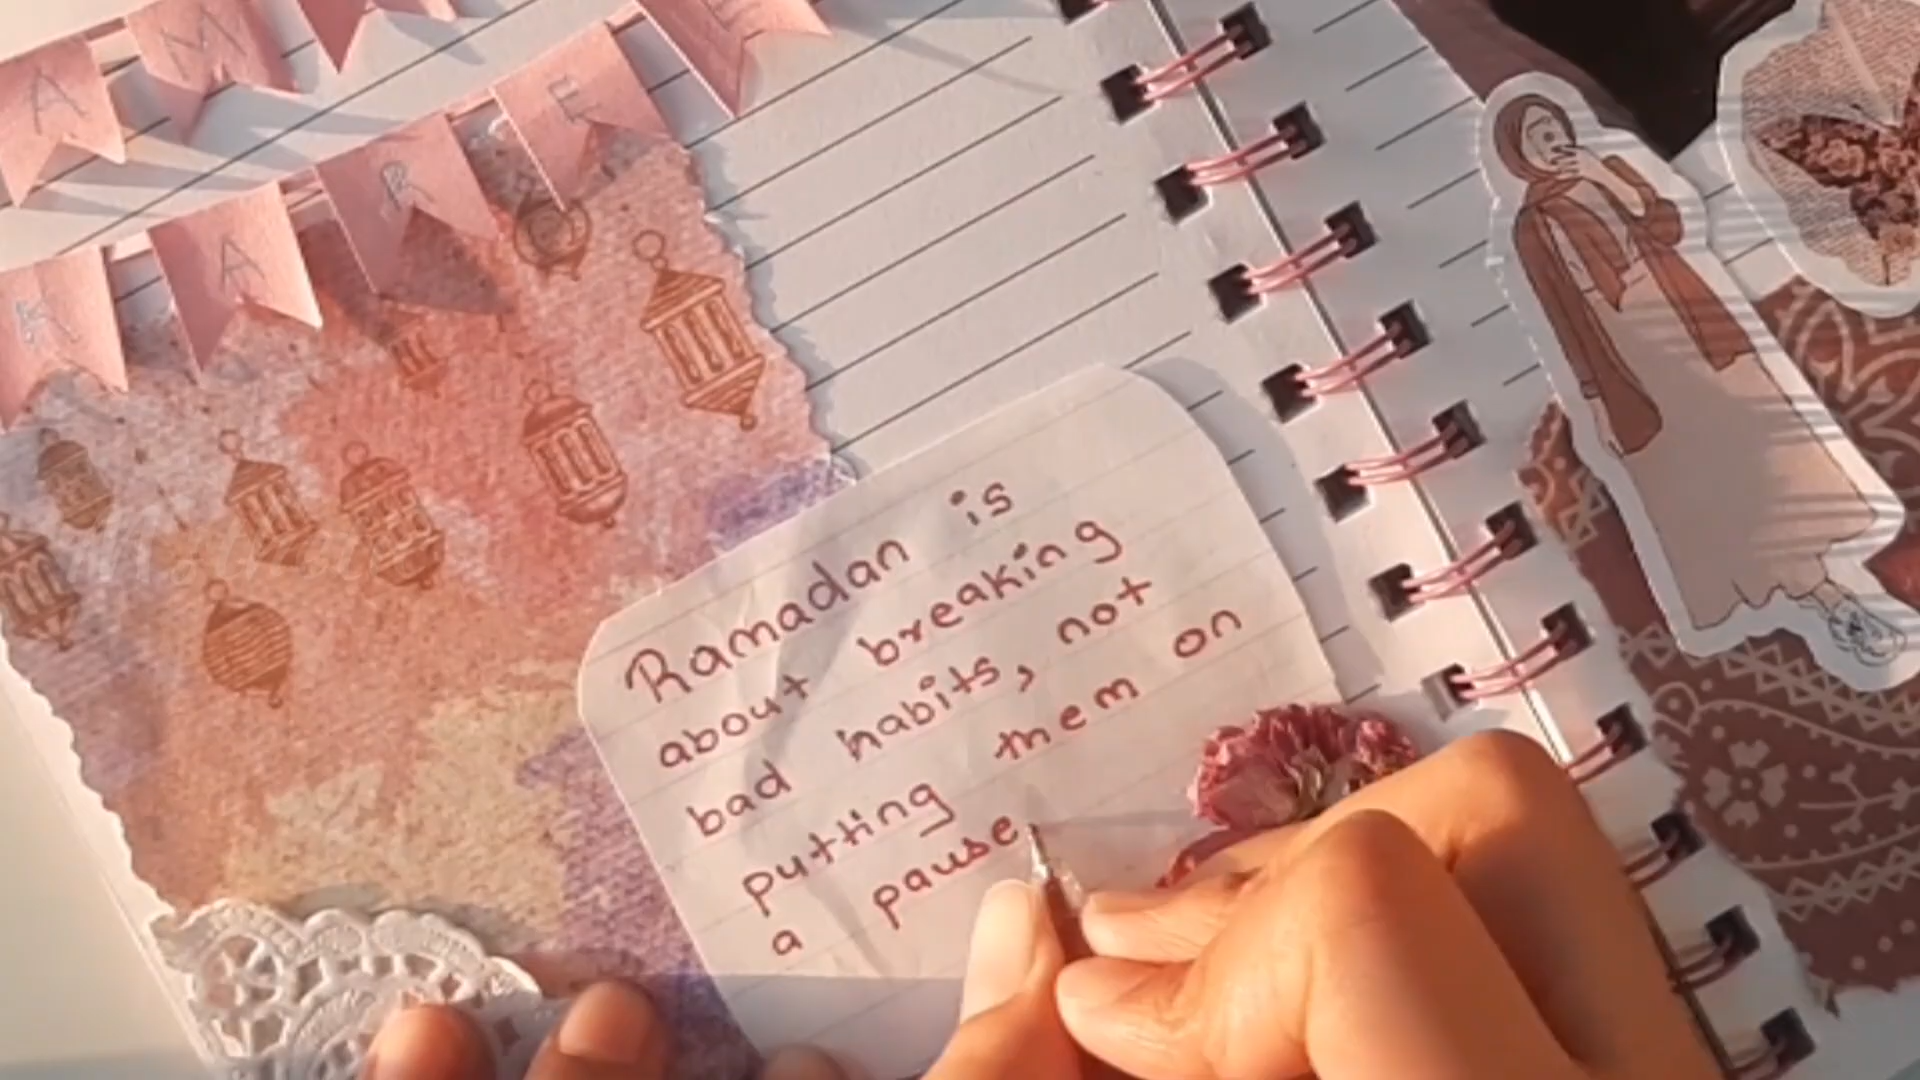 A M
K A R E
Ramadan is
about breaking
bad habits, not
putting them on
a pause